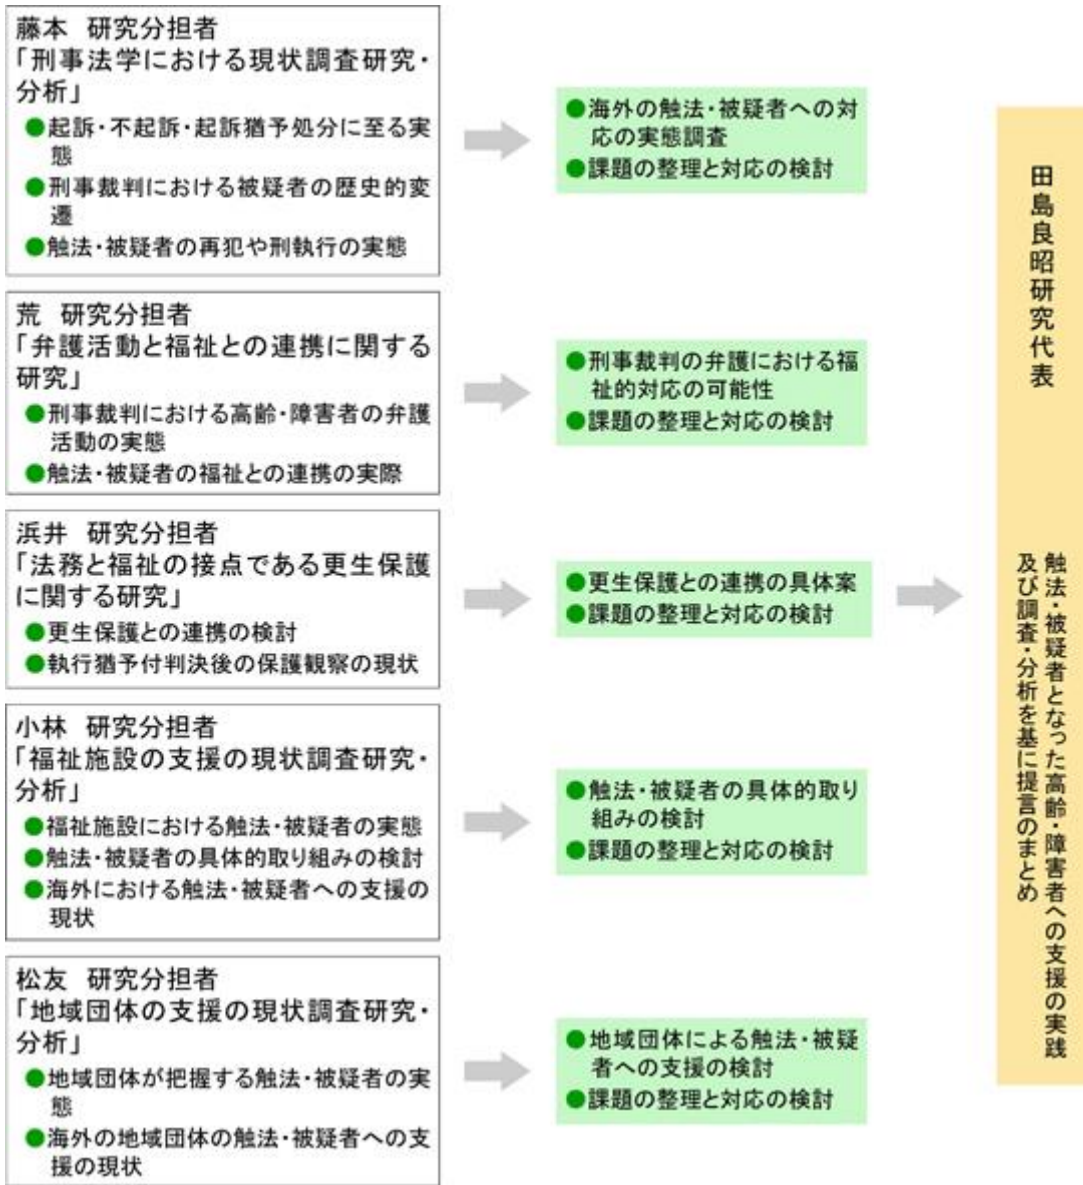 藤本　研究分担者
「刑事法学における現状調査研究・
分析」
●起訴・不起訴・起訴猶予処分に至る実
態
●刑事裁判における被疑者の歴史的変
遷
●触法・被疑者の再犯や刑執行の実態
●海外の触法・被疑者への対
応の実態調査
●課題の整理と対応の検討
荒　研究分担者
「弁護活動と福祉との連携に関する
研究」
●刑事裁判における高齢・障害者の弁護
活動の実態
●触法・被疑者の福祉との連携の実際
●刑事裁判の弁護における福
祉的対応の可能性
●課題の整理と対応の検討
浜井　研究分担者
「法務と福祉の接点である更生保護
に関する研究」
●更生保護との連携の検討
●執行猶予付判決後の保護観察の現状
●更生保護との連携の具体案
●課題の整理と対応の検討
小林　研究分担者
「福祉施設の支援の現状調査研究・
分析」
●福祉施設における触法・被疑者の実態
●触法・被疑者の具体的取り組みの検討
●海外における触法・被疑者への支援の
現状
●触法・被疑者の具体的取り
組みの検討
●課題の整理と対応の検討
松友　研究分担者
「地域団体の支援の現状調査研究・
分析」
●地域団体が把握する触法・被疑者の実
態
●海外の地域団体の触法・被疑者への支
援の現状
●地域団体による触法・被疑
者への支援の検討
●課題の整理と対応の検討
田島良昭研究代表
触法・被疑者となった高齢・障害者への支援の実践
及び調査・分析を基に提言のまとめ